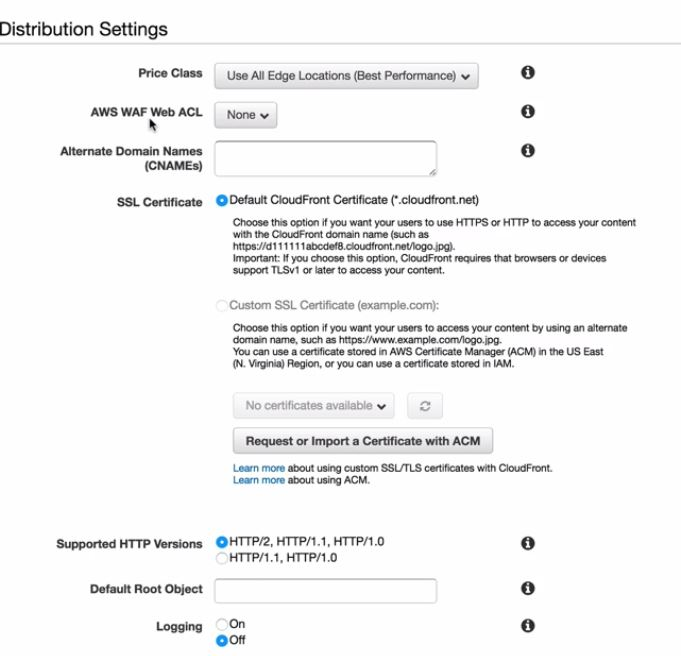 Distribution Settings
Price Class Use All Edge Locations (Best Performance)
AWS WAF Web ACL None
Alternate Domain Names
(CNAMEs)
SSL Certificate Default CloudFront Certificate (*.cloudfront.net)
Choose this option if you want your users to use HTTPS or HTTP to access your content
with the CloudFront domain name (such as
https://d111111abcdef8.cloudfront.net/logo.jpg).
Important: If you choose this option, CloudFront requires that browsers or devices
support TLSv1 or later to access your content.
Custom SSL Certificate (example.com):
Choose this option if you want your users to access your content by using an alternate
domain name, such as https://www.example.com/logo.jpg.
You can use a certificate stored in AWS Certificate Manager (ACM) in the US East
(N. Virginia) Region, or you can use a certificate stored in IAM.
No certificates available
Request or Import a Certificate with ACM
Learn more about using custom SSL/TLS certificates with CloudFront.
Learn more about using ACM.
Supported HTTP Versions HTTP/2, HTTP/1.1, HTTP/1.0
HTTP/1.1, HTTP/1.0
Default Root Object
Logging On
Off